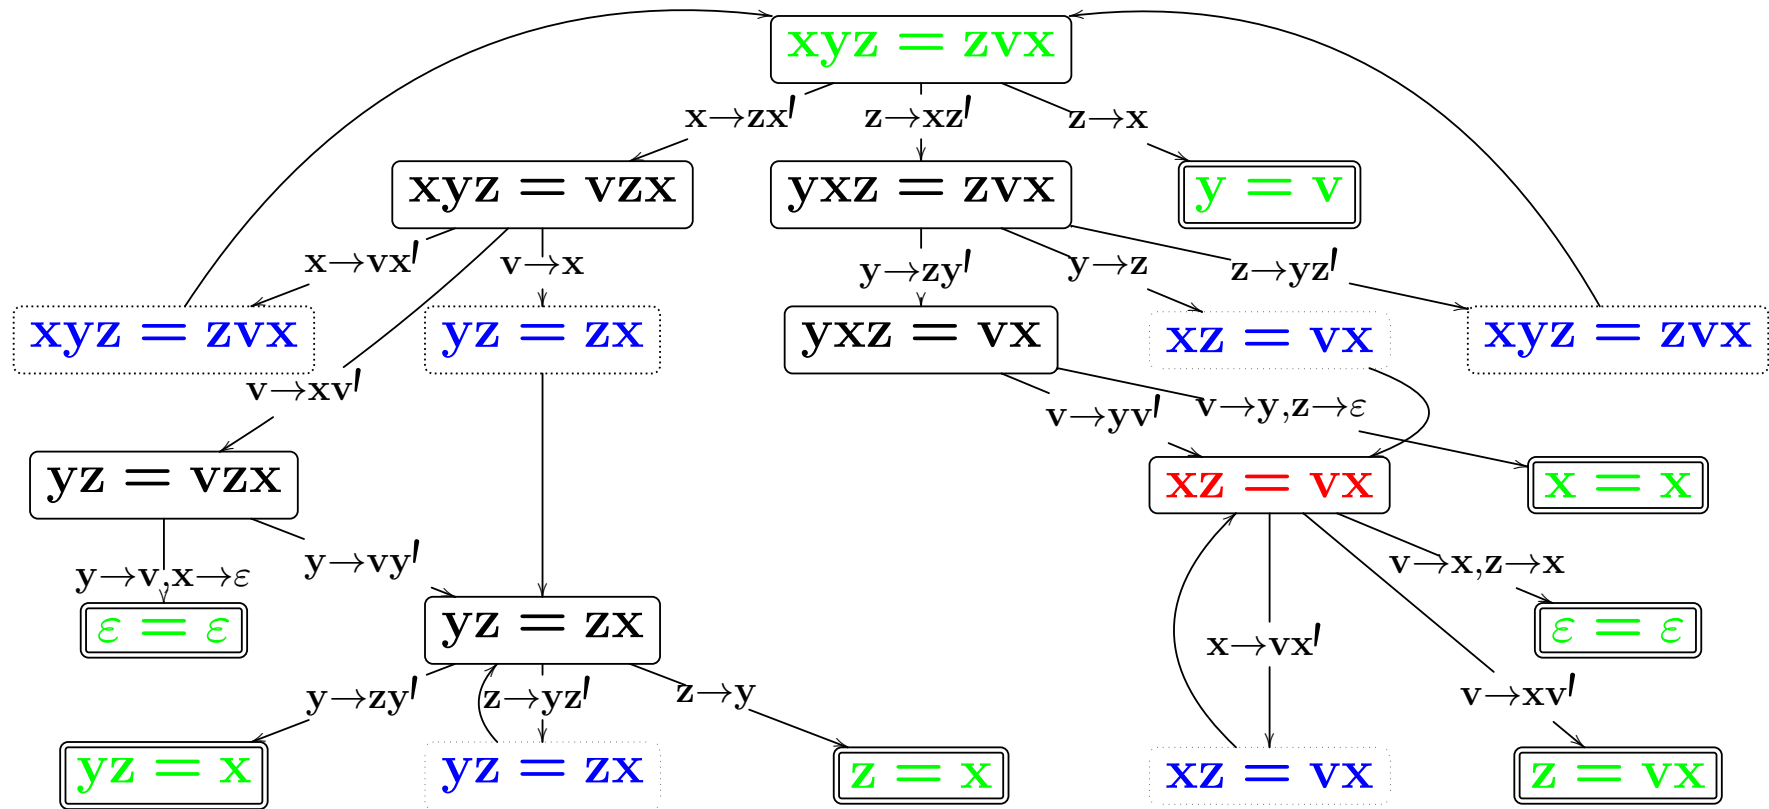 xyz = zvx
x→zx′ z→xz′ z→x
xyz = vzx yxz = zvx y = v
x→vx′ v→x y→zy′ y→z z→yz′
xyz = zvx yz = zx yxz = vx xz = vx xyz = zvx
v→xv′ v→yv′ v→y,z→ε
yz = vzx xz = vx x = x
y→v,x→ε y→vy′ v→x,z→x
ε = ε yz = zx x→vx′ ε = ε
y→zy′ z→yz′ z→y v→xv′
yz = x yz = zx z = x xz = vx z = vx